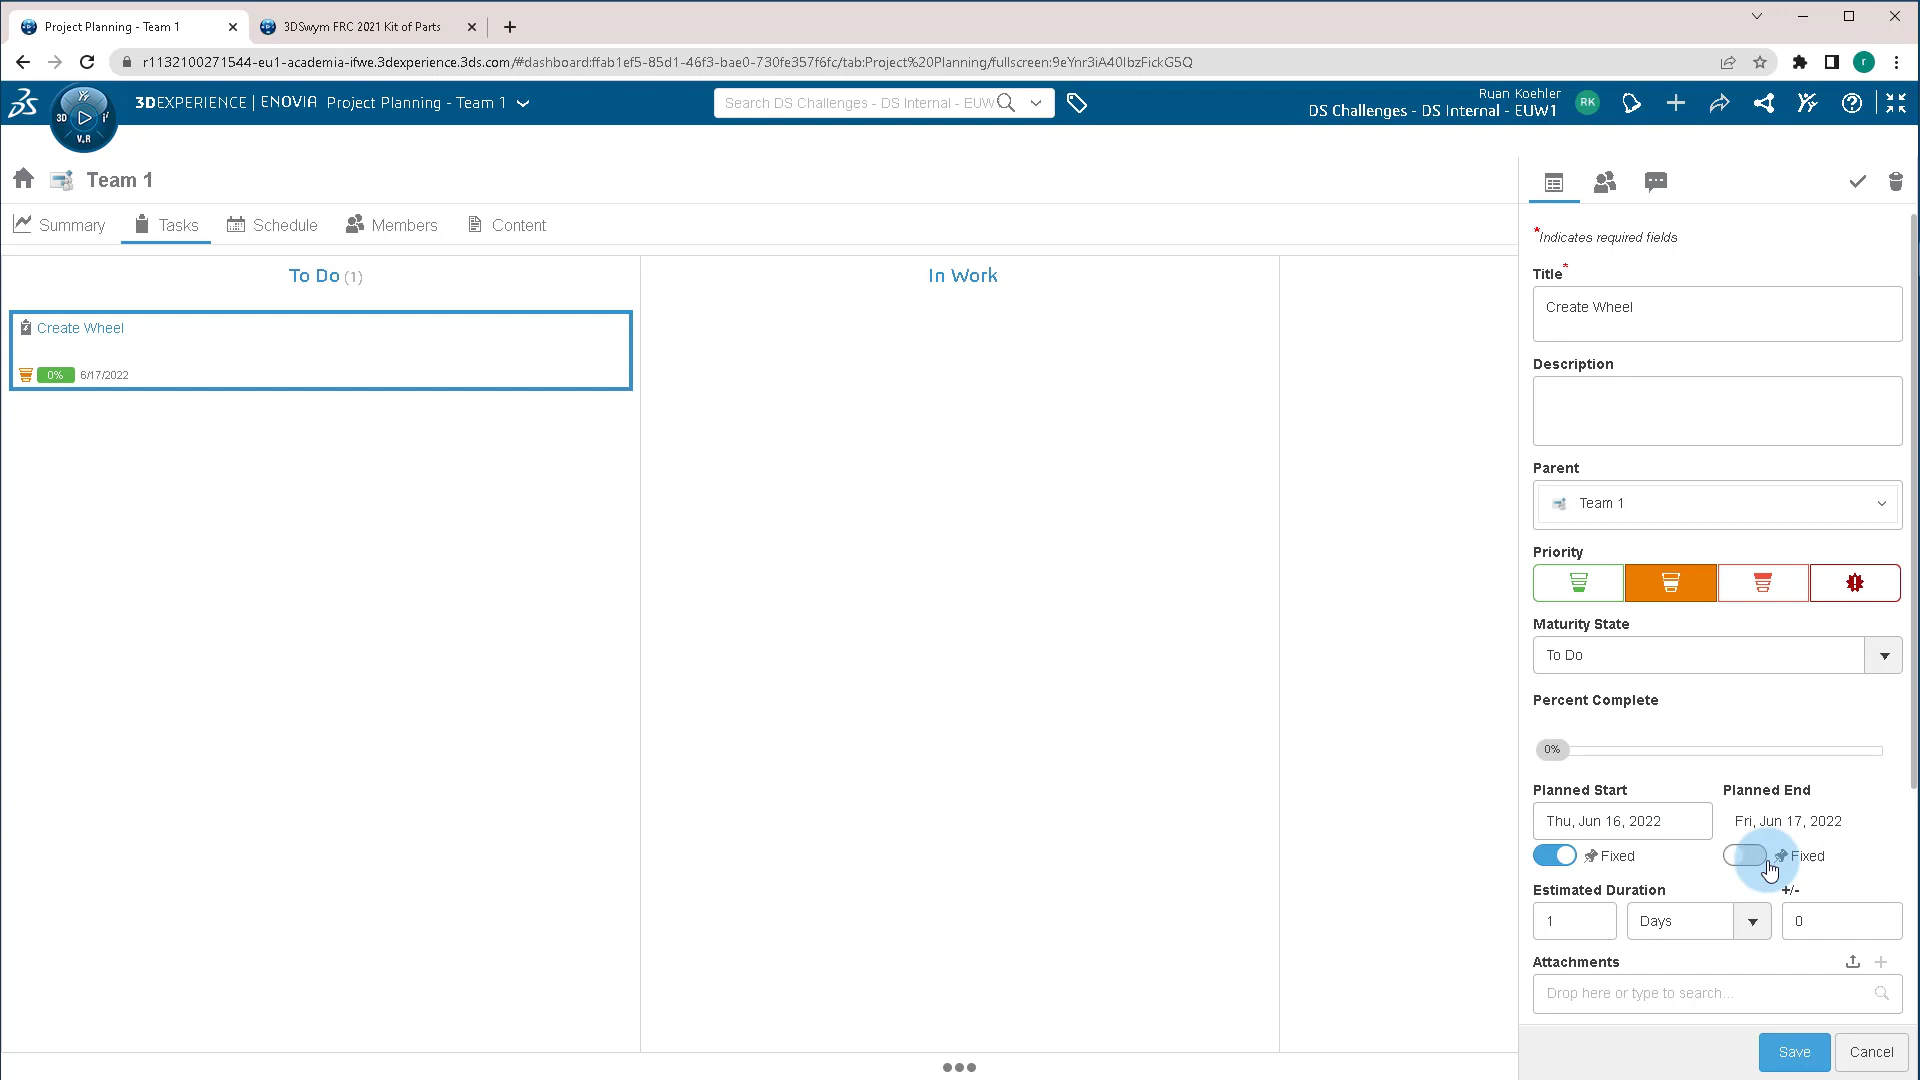 Project Planning - Team 1
3DSwym FRC 2021 Kit of Parts
r1132100271544-eu1-academia-ifwe.3dexperience.3ds.com/#dashboard:ffab1ef5-85d1-46f3-bae0-730fe357f6fc/tab:Project%20Planning/fullscreen:9eYnr3iA40IbzFickG5Q
r
3DEXPERIENCE | ENOVIA Project Planning - Team 1
3D
V.R
Search DS Challenges - DS Internal - EUW
Ryan Koehler
DS Challenges - DS Internal - EUW1
RK
Team 1
Summary
Tasks
Schedule
Members
Content
To Do (1)
In Work
Create Wheel
0% 6/17/2022
*Indicates required fields
Title*
Create Wheel
Description
Parent
Team 1
Priority
Maturity State
To Do
Percent Complete
0%
Planned Start
Planned End
Thu, Jun 16, 2022
Fri, Jun 17, 2022
Fixed
Fixed
Estimated Duration
+/-
1
Days
0
Attachments
Drop here or type to search...
Save
Cancel